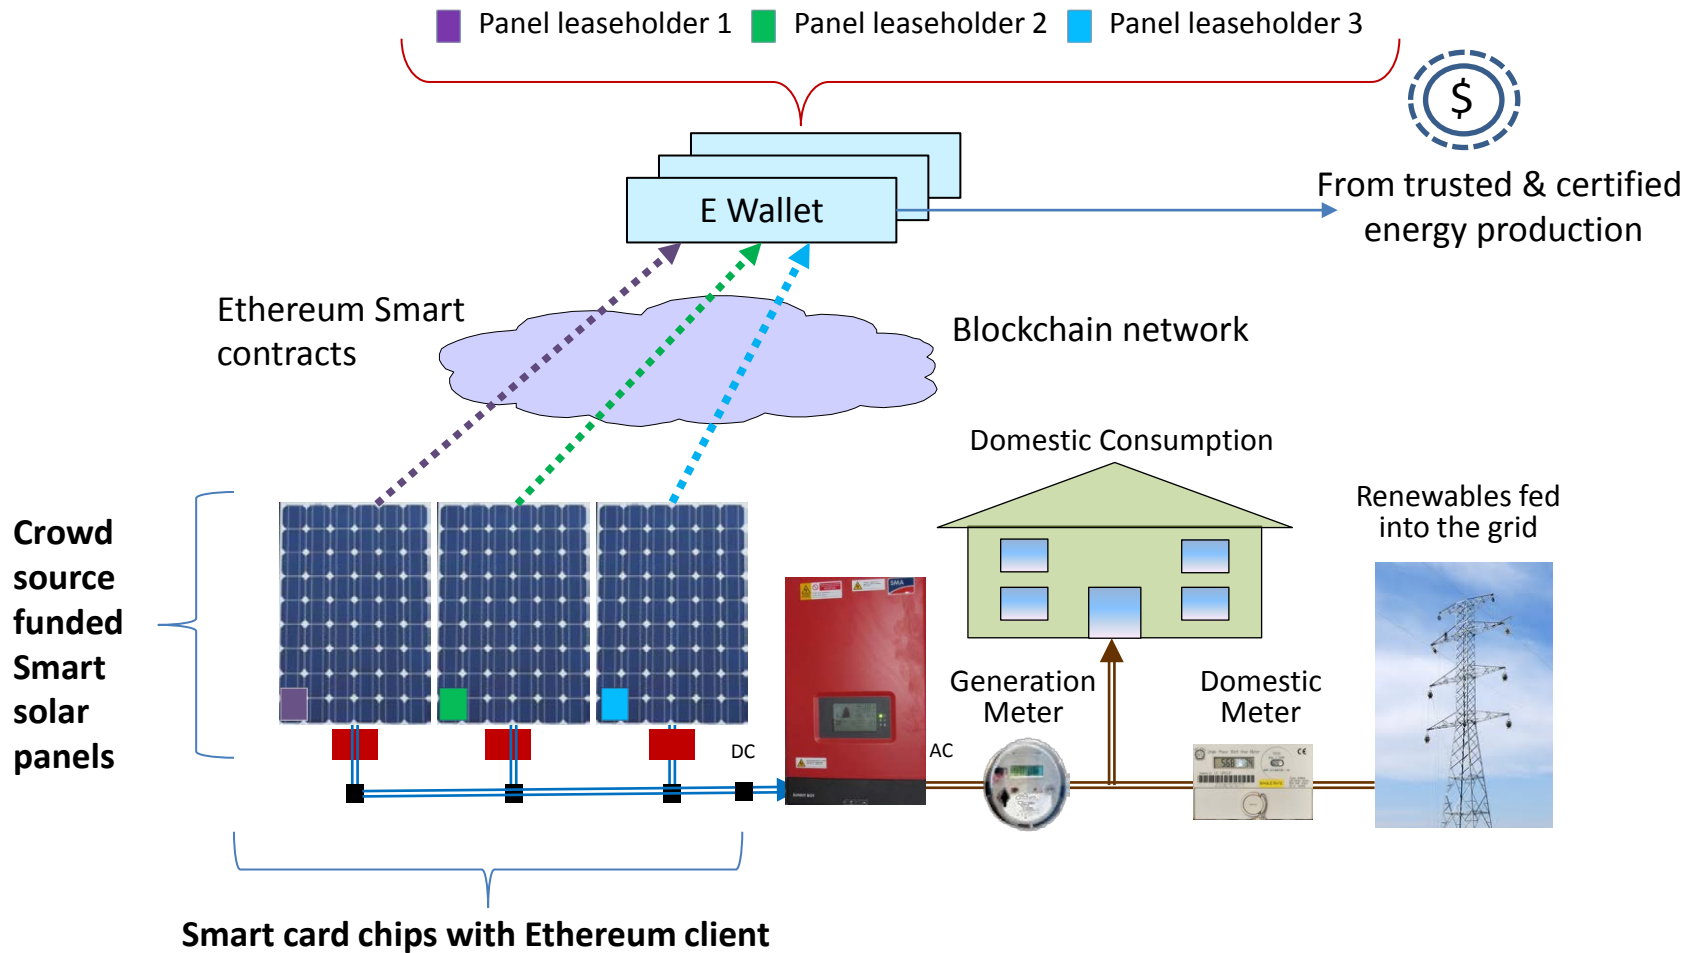 Panel leaseholder 1 Panel leaseholder 2 Panel leaseholder 3
$
From trusted & certified
energy production
E Wallet
Ethereum Smart
contracts
Blockchain network
Domestic Consumption
Renewables fed
into the grid
Crowd
source
funded
Smart
solar
panels
SMA
Generation
Meter
Domestic
Meter
DC
AC
Smart card chips with Ethereum client